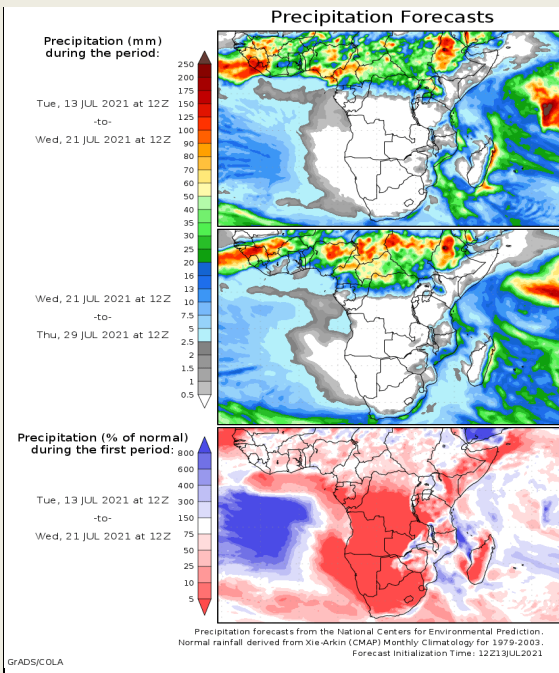 Precipitation Forecasts
Precipitation (mm)
during the period:
Tue, 13 JUL 2021 at 12Z
-to-
Wed, 21 JUL 2021 at 12Z
250
200
175
150
125
100
90
80
70
60
50
40
35
30
25
20
16
13
10
7.5
5
2.5
2
1.5
1
0.5
Wed, 21 JUL 2021 at 12Z
-to-
Thu, 29 JUL 2021 at 12Z
Precipitation (% of normal)
during the first period:
Tue, 13 JUL 2021 at 12Z
-to-
Wed, 21 JUL 2021 at 12Z
800
600
400
300
150
75
50
25
10
5
Precipitation forecasts from the National Centers for Environmental Prediction.
Normal rainfall derived from Xie-Arkin (CMAP) Monthly Climatology for 1979-2003.
Forecast Initialization Time: 12Z13JUL2021
GrADS/COLA